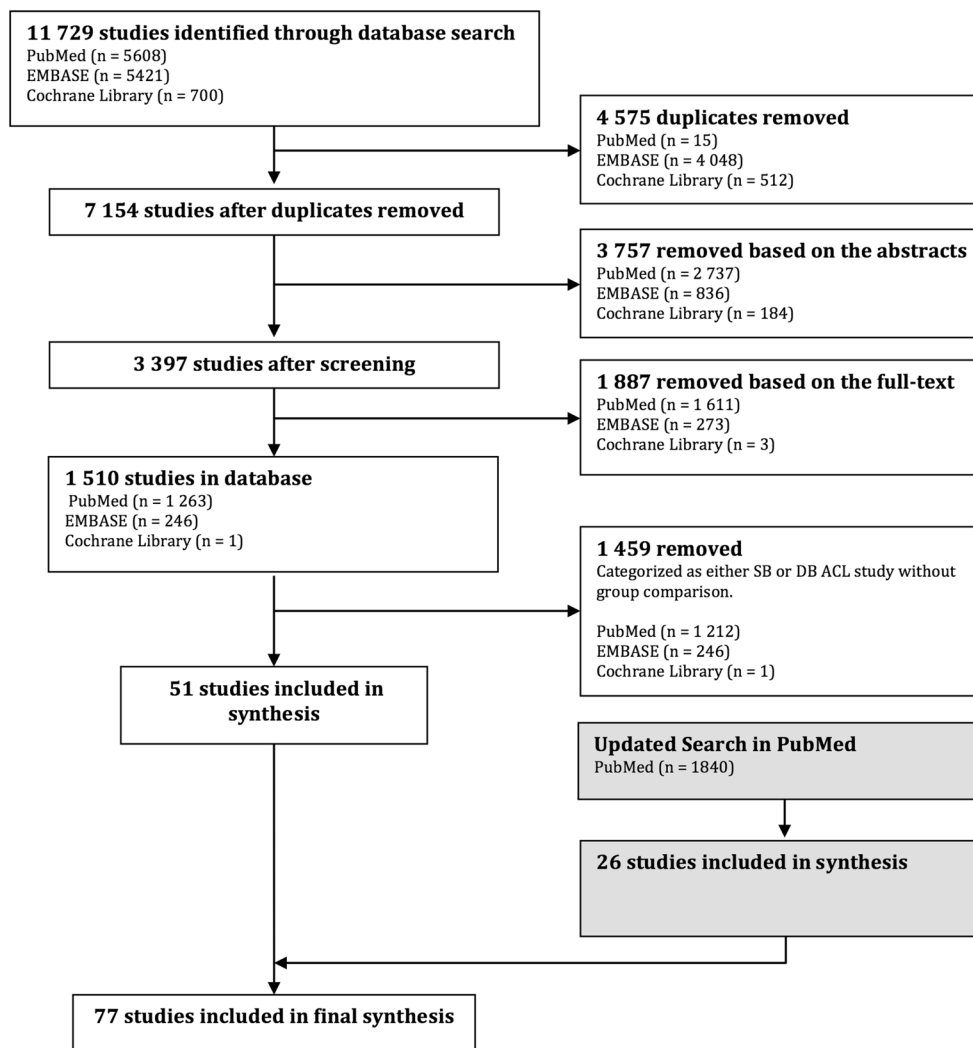 11 729 studies identified through database search
PubMed (n = 5608)
EMBASE (n = 5421)
Cochrane Library (n = 700)
4 575 duplicates removed
PubMed (n = 15)
EMBASE (n = 4 048)
Cochrane Library (n = 512)
7 154 studies after duplicates removed
3 757 removed based on the abstracts
PubMed (n = 2 737)
EMBASE (n = 836)
Cochrane Library (n = 184)
3 397 studies after screening
1 887 removed based on the full-text
PubMed (n = 1 611)
EMBASE (n = 273)
Cochrane Library (n = 3)
1 510 studies in database
PubMed (n = 1 263)
EMBASE (n = 246)
Cochrane Library (n = 1)
1 459 removed
Categorized as either SB or DB ACL study without
group comparison.
PubMed (n = 1 212)
EMBASE (n = 246)
Cochrane Library (n = 1)
51 studies included in
synthesis
Updated Search in PubMed
PubMed (n = 1840)
26 studies included in synthesis
77 studies included in final synthesis